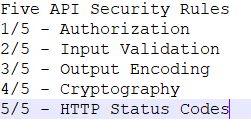 Five API Security Rules
1/5 - Authorization
2/5 - Input Validation
3/5 - Output Encoding
4/5 - Cryptography
5/5 - HTTP Status Codes